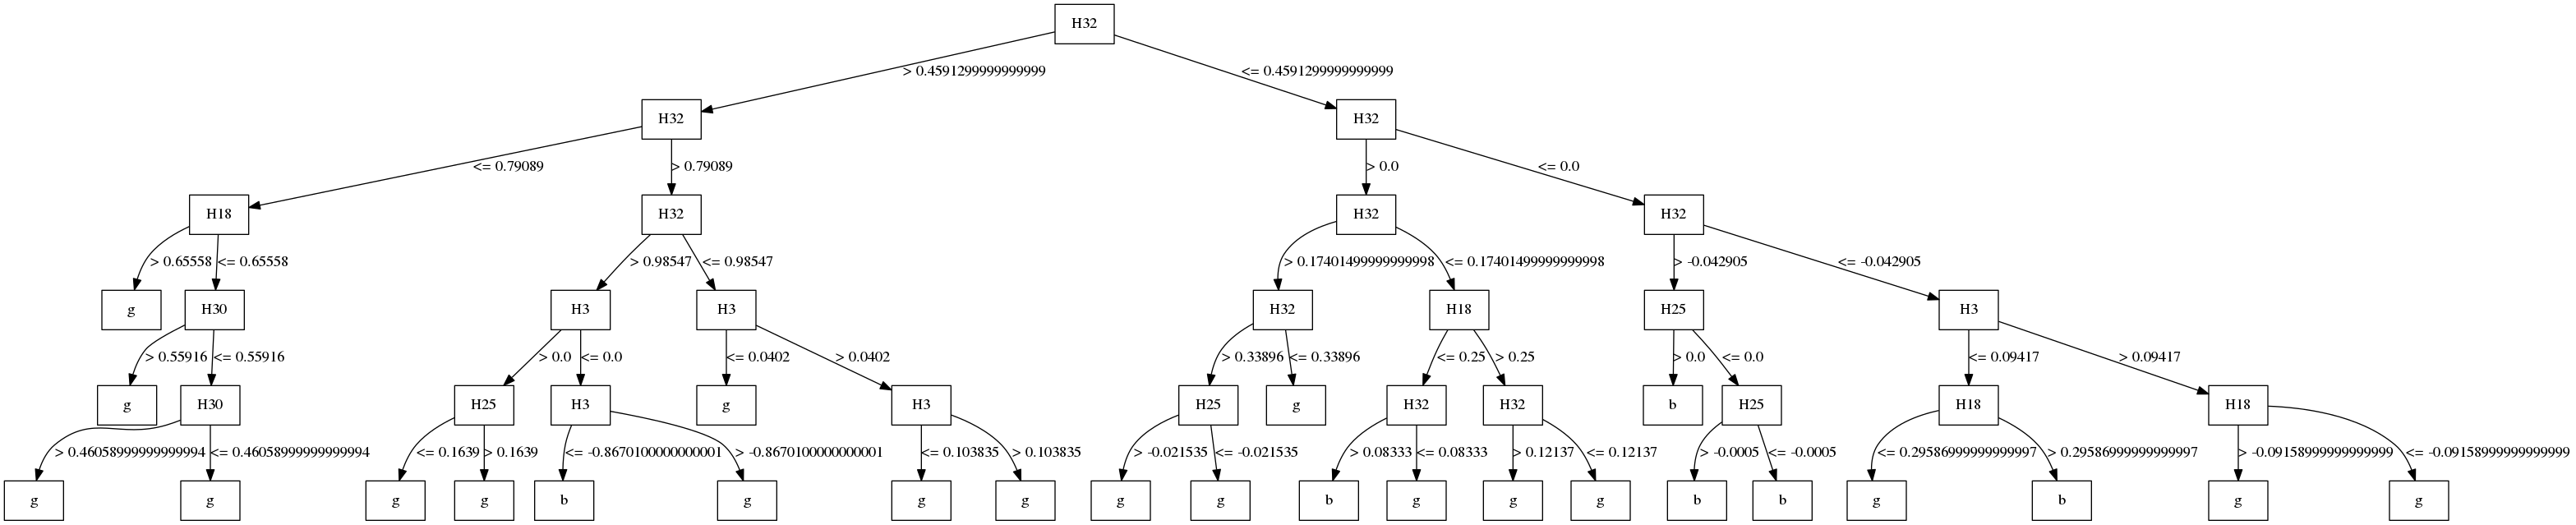 H32
> 0.4591299999999999
<= 0.4591299999999999
H32
H32
<= 0.79089
> 0.79089
> 0.0
<= 0.0
H18
H32
H32
H32
> 0.65558
<= 0.65558
> 0.98547
<= 0.98547
> 0.17401499999999998
<= 0.17401499999999998
> -0.042905
<= -0.042905
g
H30
H3
H3
H32
H18
H25
H3
> 0.55916
<= 0.55916
> 0.0
<= 0.0
<= 0.0402
> 0.0402
> 0.33896
<= 0.33896
<= 0.25
> 0.25
> 0.0
<= 0.0
<= 0.09417
> 0.09417
g
H30
H25
H3
g
H3
H25
g
H32
H32
b
H25
H18
H18
> 0.46058999999999994
<= 0.46058999999999994
<= 0.1639
> 0.1639
<= -0.8670100000000001
> -0.8670100000000001
<= 0.103835
> 0.103835
> -0.021535
<= -0.021535
> 0.08333
<= 0.08333
> 0.12137
<= 0.12137
> -0.0005
<= -0.0005
<= 0.29586999999999997
> 0.29586999999999997
> -0.09158999999999999
<= -0.09158999999999999
g
g
g
g
b
g
g
g
g
g
b
g
g
g
b
b
g
b
g
g